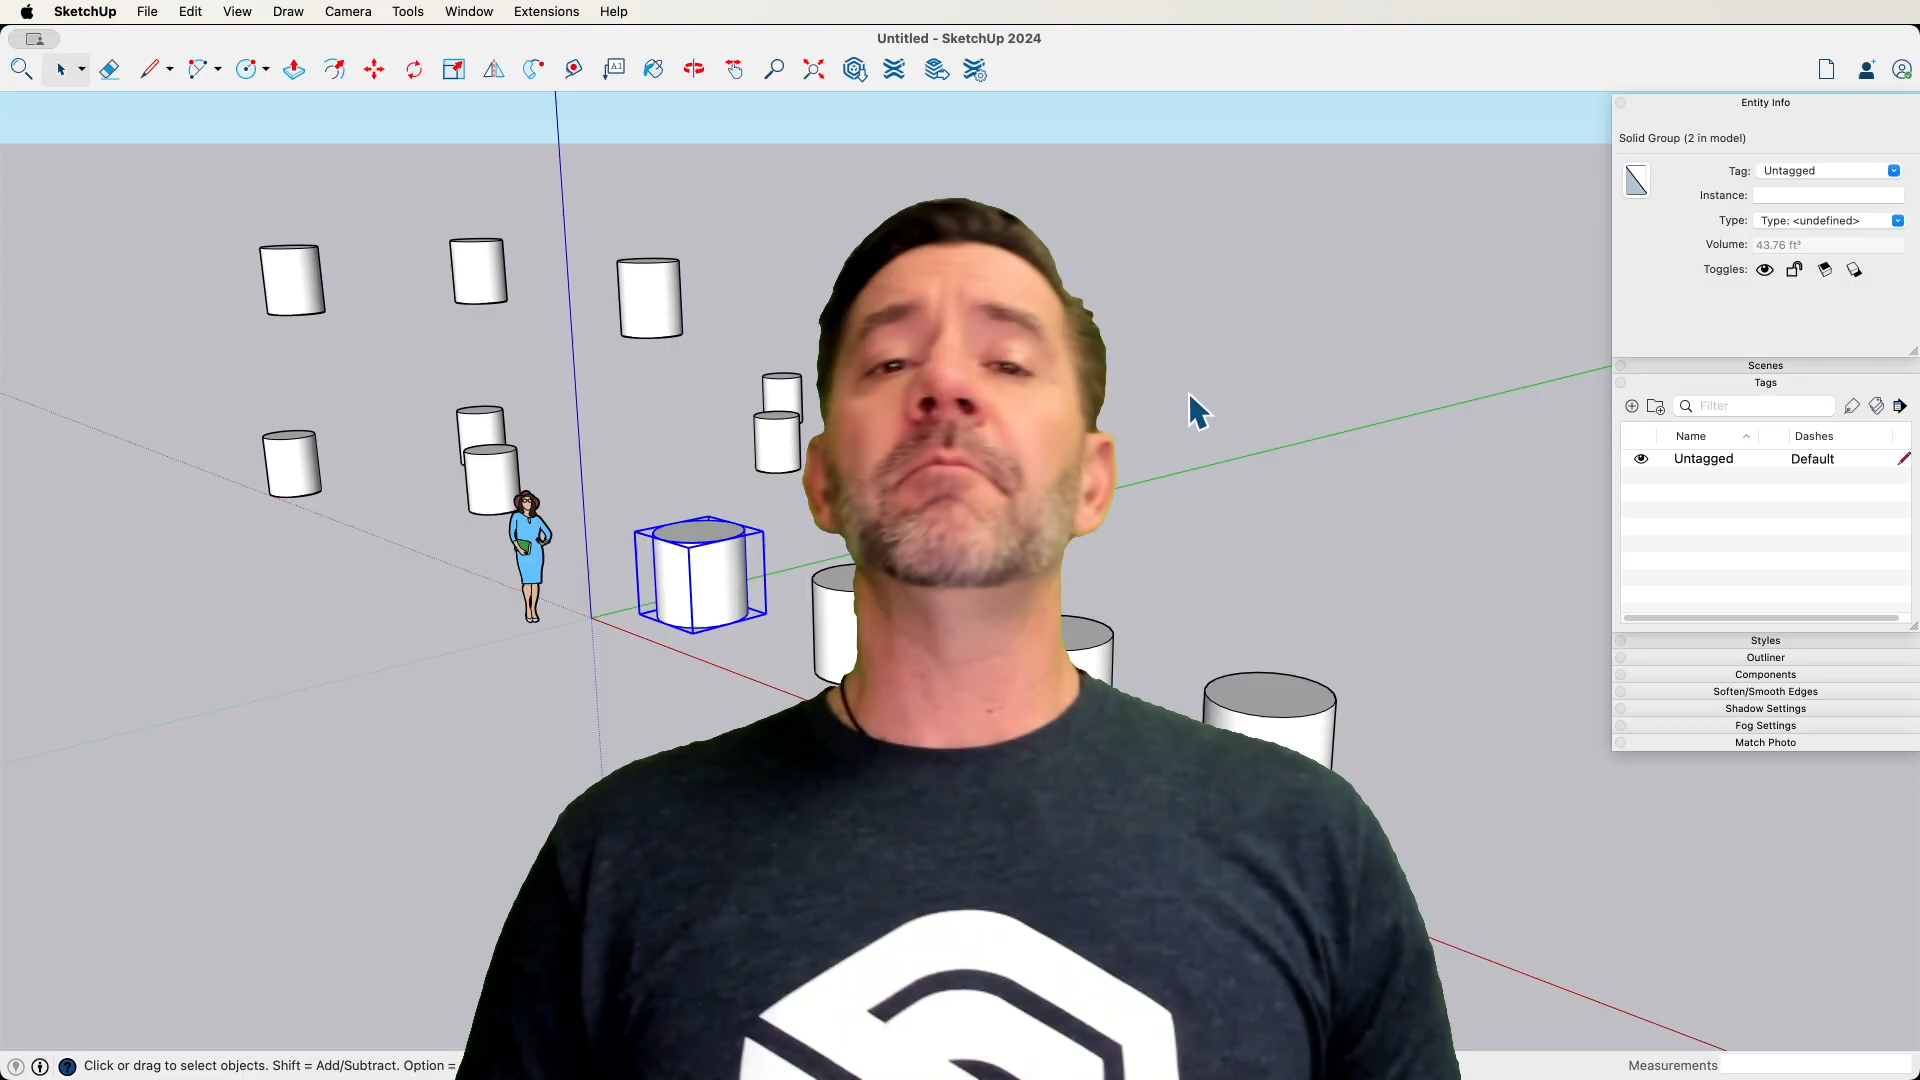 SketchUp File Edit View Draw Camera Tools Window Extensions Help
Untitled - SketchUp 2024
A1
Entity Info
Solid Group (2 in model)
Tag: Untagged
Instance:
Type: Type: <undefined>
Volume: 43.76 ft³
Toggles:
Scenes
Tags
Filter
Name Dashes
Untagged Default
Styles
Outliner
Components
Soften/Smooth Edges
Shadow Settings
Fog Settings
Match Photo
Click or drag to select objects. Shift = Add/Subtract. Option =
Measurements